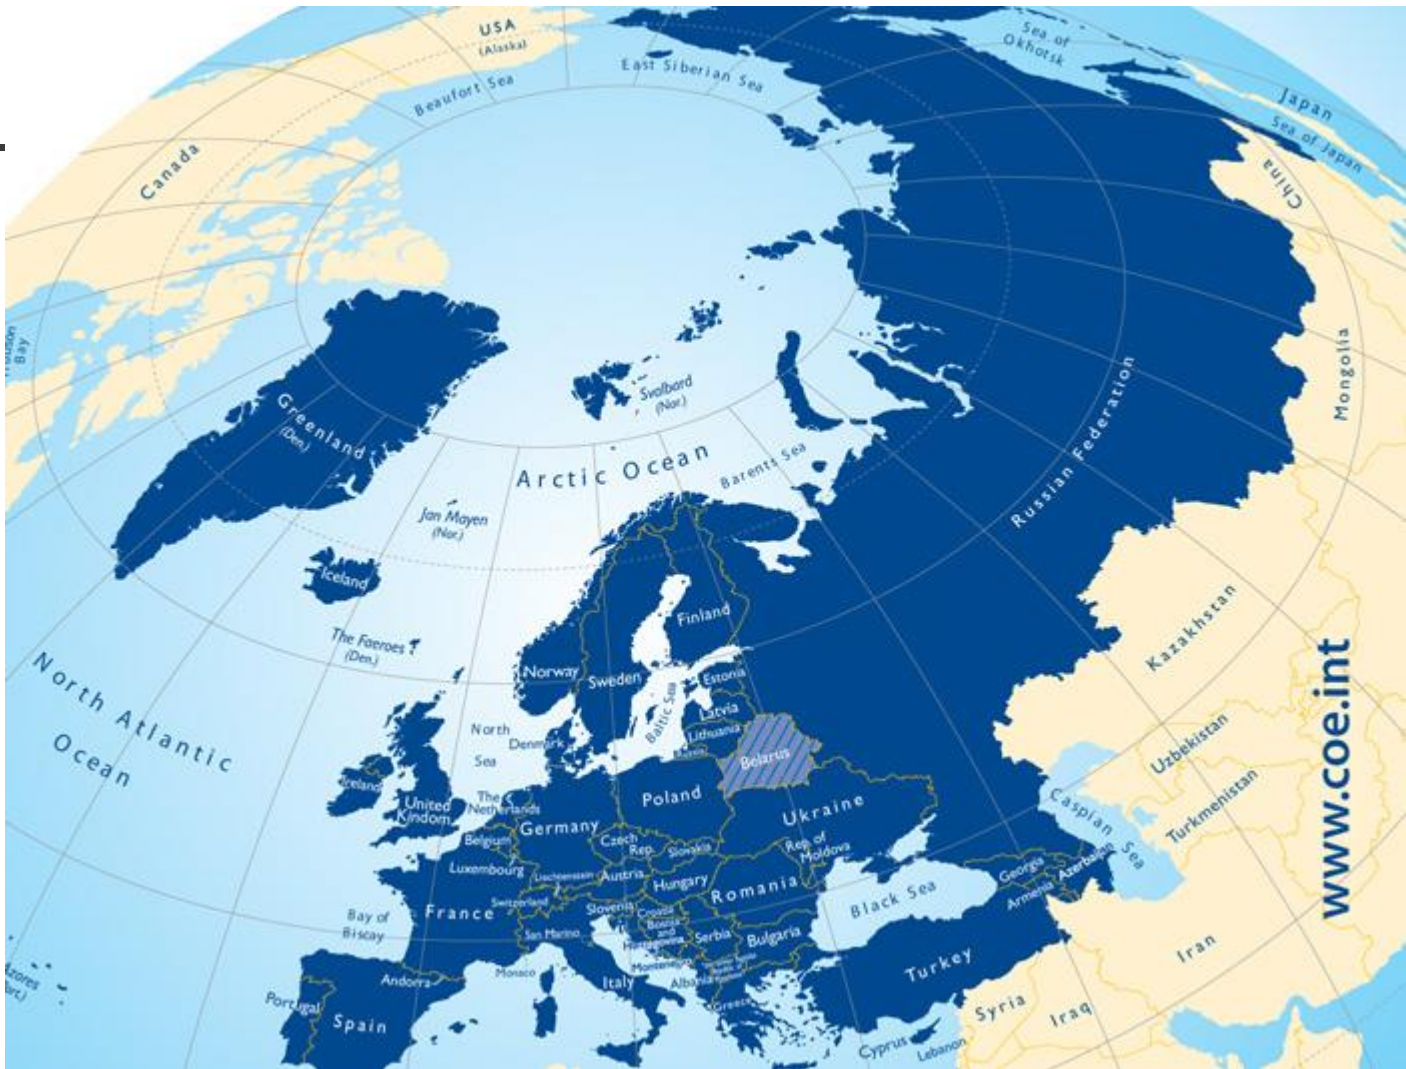 USA
(Alaska)
Beaufort Sea
East Siberian Sea
Sea of
Okhotsk
Japan
Sea of Japan
Canada
China
Bay
Mongolia
Greenland
(Den.)
Svalbard
(Nor.)
Arctic Ocean
Barents Sea
Russian Federation
Jan Mayen
(Nor.)
Iceland
The Faeroes
(Den.)
Finland
Norway
Sweden
Estonia
Baltic Sea
Latvia
Lithuania
Kazakhstan
North Atlantic
Ocean
North
Sea
Denmark
Belarus
Uzbekistan
Turkmenistan
Caspian Sea
www.coe.int
Ireland
United
Kindom
The
Netherlands
Poland
Ukraine
Germany
Belgium
Czech
Rep.
Slovakia
Rep. of
Moldova
Luxembourg
Liechtenstein
Austria
Hungary
Romania
Georgia
Azerbaijan
Armenia
Black Sea
France
Switzerland
Slovenia
Croatia
Bosnia
and
Herzegovina
Serbia
Bulgaria
Bay of
Biscay
San Marino
Montenegro
Monaco
Andorra
Italy
Albania
Turkey
Iran
Greece
Portugal
Spain
Syria
Iraq
Cyprus
Lebanon